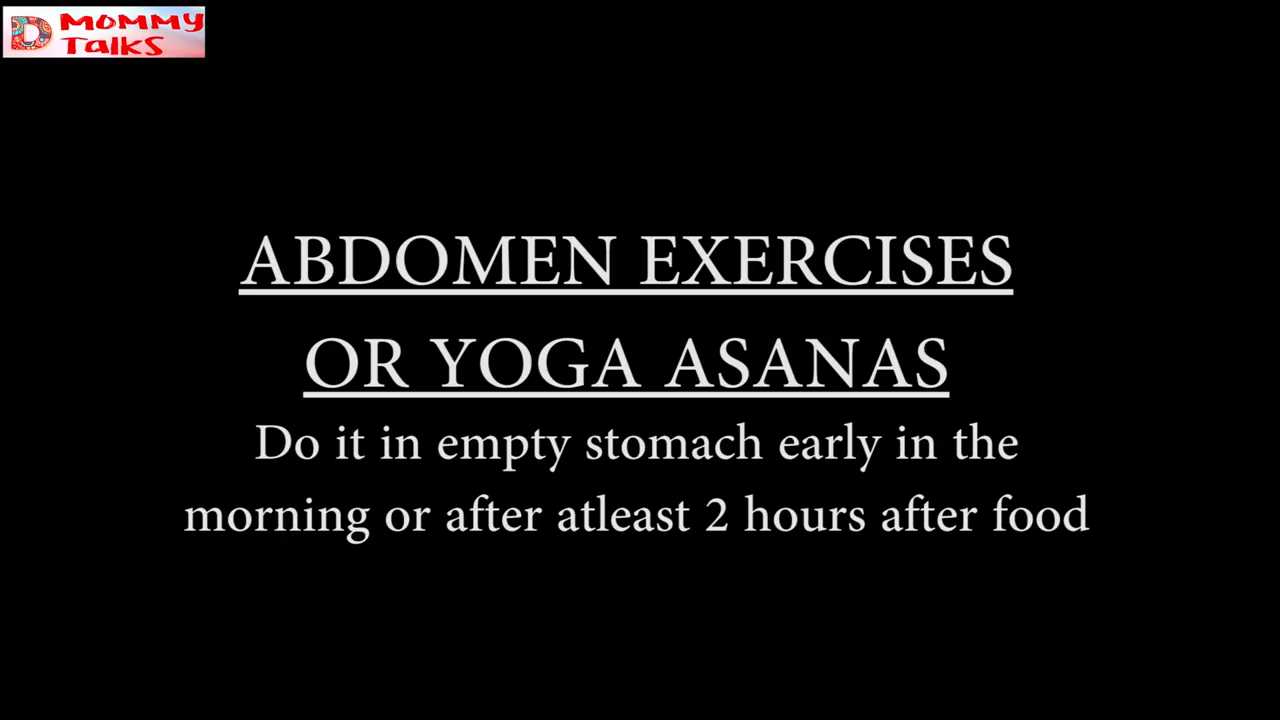 D MOMMY
TalkS
ABDOMEN EXERCISES
OR YOGA ASANAS
Do it in empty stomach early in the
morning or after atleast 2 hours after food